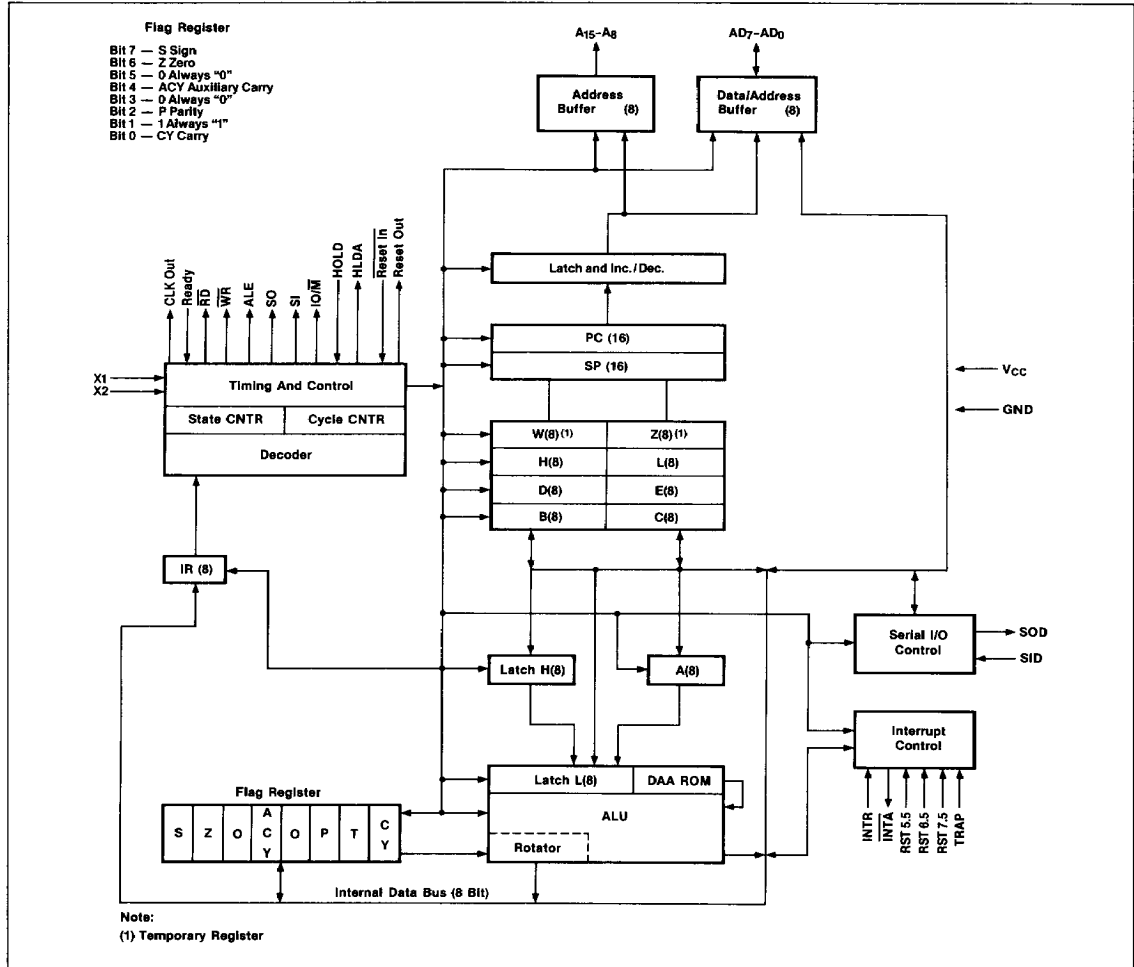 Flag Register
Bit 7 — S Sign
Bit 6 — Z Zero
Bit 5 — 0 Always "0"
Bit 4 — ACY Auxiliary Carry
Bit 3 — 0 Always "0"
Bit 2 — P Parity
Bit 1 — 1 Always "1"
Bit 0 — CY Carry
A15-A8
AD7-AD0
Address
Buffer (8)
Data/Address
Buffer (8)
CLK Out
Ready
RD
WR
ALE
SO
SI
IO/M
HOLD
HLDA
Reset In
Reset Out
Latch and Inc./Dec.
PC (16)
SP (16)
X1
X2
Timing And Control
State CNTR
Cycle CNTR
Decoder
VCC
GND
W(8)(1)
Z(8)(1)
H(8)
L(8)
D(8)
E(8)
B(8)
C(8)
IR (8)
Serial I/O
Control
SOD
SID
Latch H(8)
A(8)
Interrupt
Control
INTR
INTA
RST 5.5
RST 6.5
RST 7.5
TRAP
Latch L(8)
DAA ROM
ALU
Rotator
Flag Register
S Z O ACY O P T CY
Internal Data Bus (8 Bit)
Note:
(1) Temporary Register